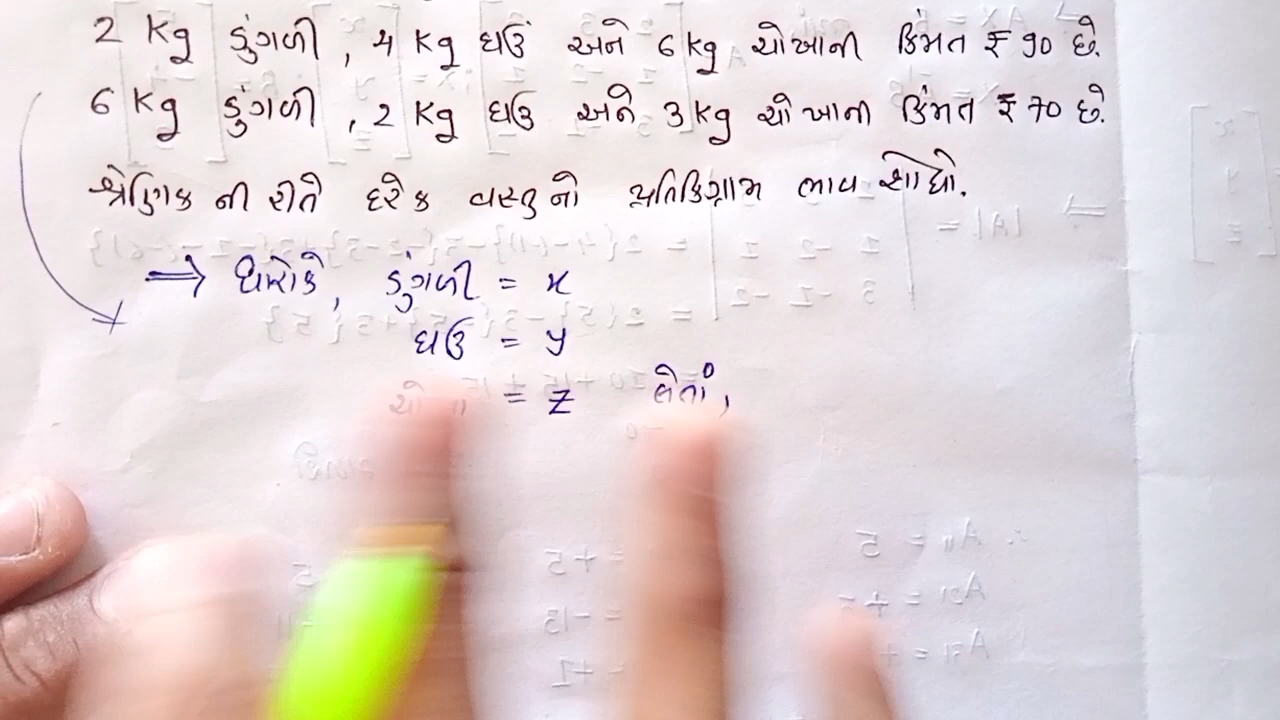 2 Kg ડુંગળી, 4 Kg ઘઉં અને 6 kg ચોખાની કિંમત ₹ 90 છે.
6 Kg ડુંગળી, 2 Kg ઘઉં અને 3 kg ચોખાની કિંમત ₹ 70 છે.
શ્રેણિક ની રીતે દરેક વસ્તુનો પ્રતિકિગ્રામ ભાવ શોધો.
⇒ ધારોકે, ડુંગળી = x
ઘઉં = y
= z લેતાં,